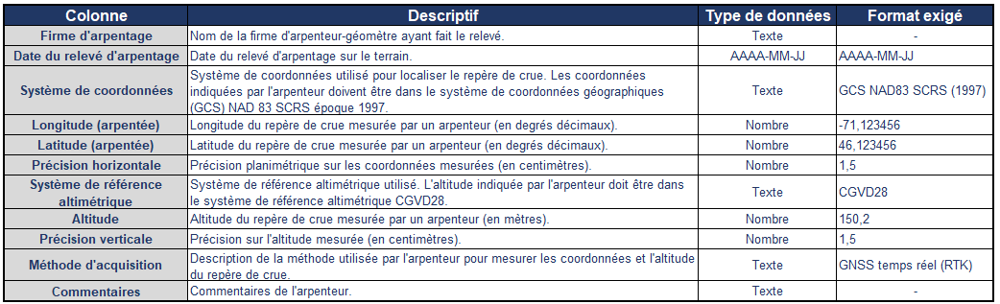 Colonne Descriptif Type de données Format exigé
Firme d'arpentage Nom de la firme d'arpenteur-géomètre ayant fait le relevé. Texte -
Date du relevé d'arpentage Date du relevé d'arpentage sur le terrain. AAAA-MM-JJ AAAA-MM-JJ
Système de coordonnées Système de coordonnées utilisé pour localiser le repère de crue. Les coordonnées
indiquées par l'arpenteur doivent être dans le système de coordonnées géographiques
(GCS) NAD 83 SCRS époque 1997. Texte GCS NAD83 SCRS (1997)
Longitude (arpentée) Longitude du repère de crue mesurée par un arpenteur (en degrés décimaux). Nombre -71,123456
Latitude (arpentée) Latitude du repère de crue mesurée par un arpenteur (en degrés décimaux). Nombre 46,123456
Précision horizontale Précision planimétrique sur les coordonnées mesurées (en centimètres). Nombre 1,5
Système de référence
altimétrique Système de référence altimétrique utilisé. L'altitude indiquée par l'arpenteur doit être dans
le système de référence altimétrique CGVD28. Texte CGVD28
Altitude Altitude du repère de crue mesurée par un arpenteur (en mètres). Nombre 150,2
Précision verticale Précision sur l'altitude mesurée (en centimètres). Nombre 1,5
Méthode d'acquisition Description de la méthode utilisée par l'arpenteur pour mesurer les coordonnées et l'altitude
du repère de crue. Texte GNSS temps réel (RTK)
Commentaires Commentaires de l'arpenteur. Texte -